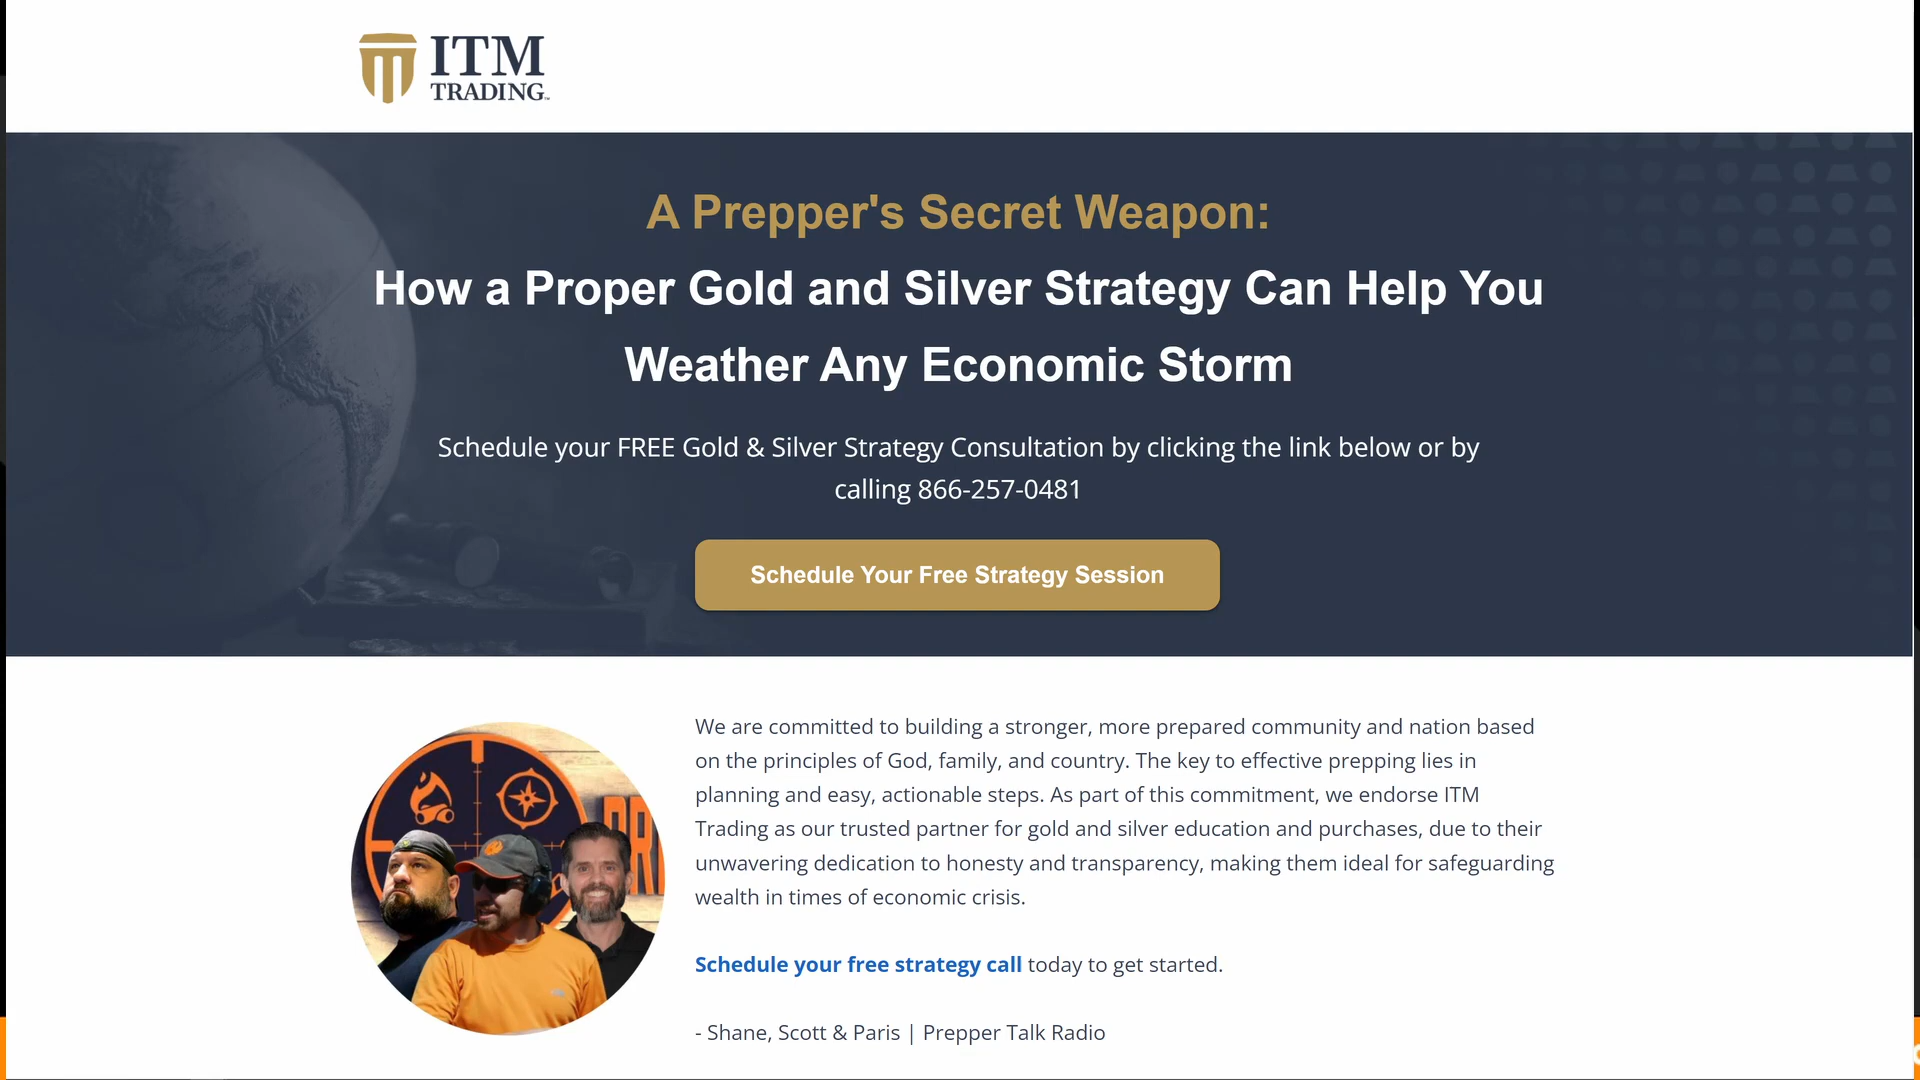 ITM
TRADING™
A Prepper's Secret Weapon:
How a Proper Gold and Silver Strategy Can Help You
Weather Any Economic Storm
Schedule your FREE Gold & Silver Strategy Consultation by clicking the link below or by
calling 866-257-0481
Schedule Your Free Strategy Session
We are committed to building a stronger, more prepared community and nation based
on the principles of God, family, and country. The key to effective prepping lies in
planning and easy, actionable steps. As part of this commitment, we endorse ITM
Trading as our trusted partner for gold and silver education and purchases, due to their
unwavering dedication to honesty and transparency, making them ideal for safeguarding
wealth in times of economic crisis.
Schedule your free strategy call today to get started.
- Shane, Scott & Paris | Prepper Talk Radio